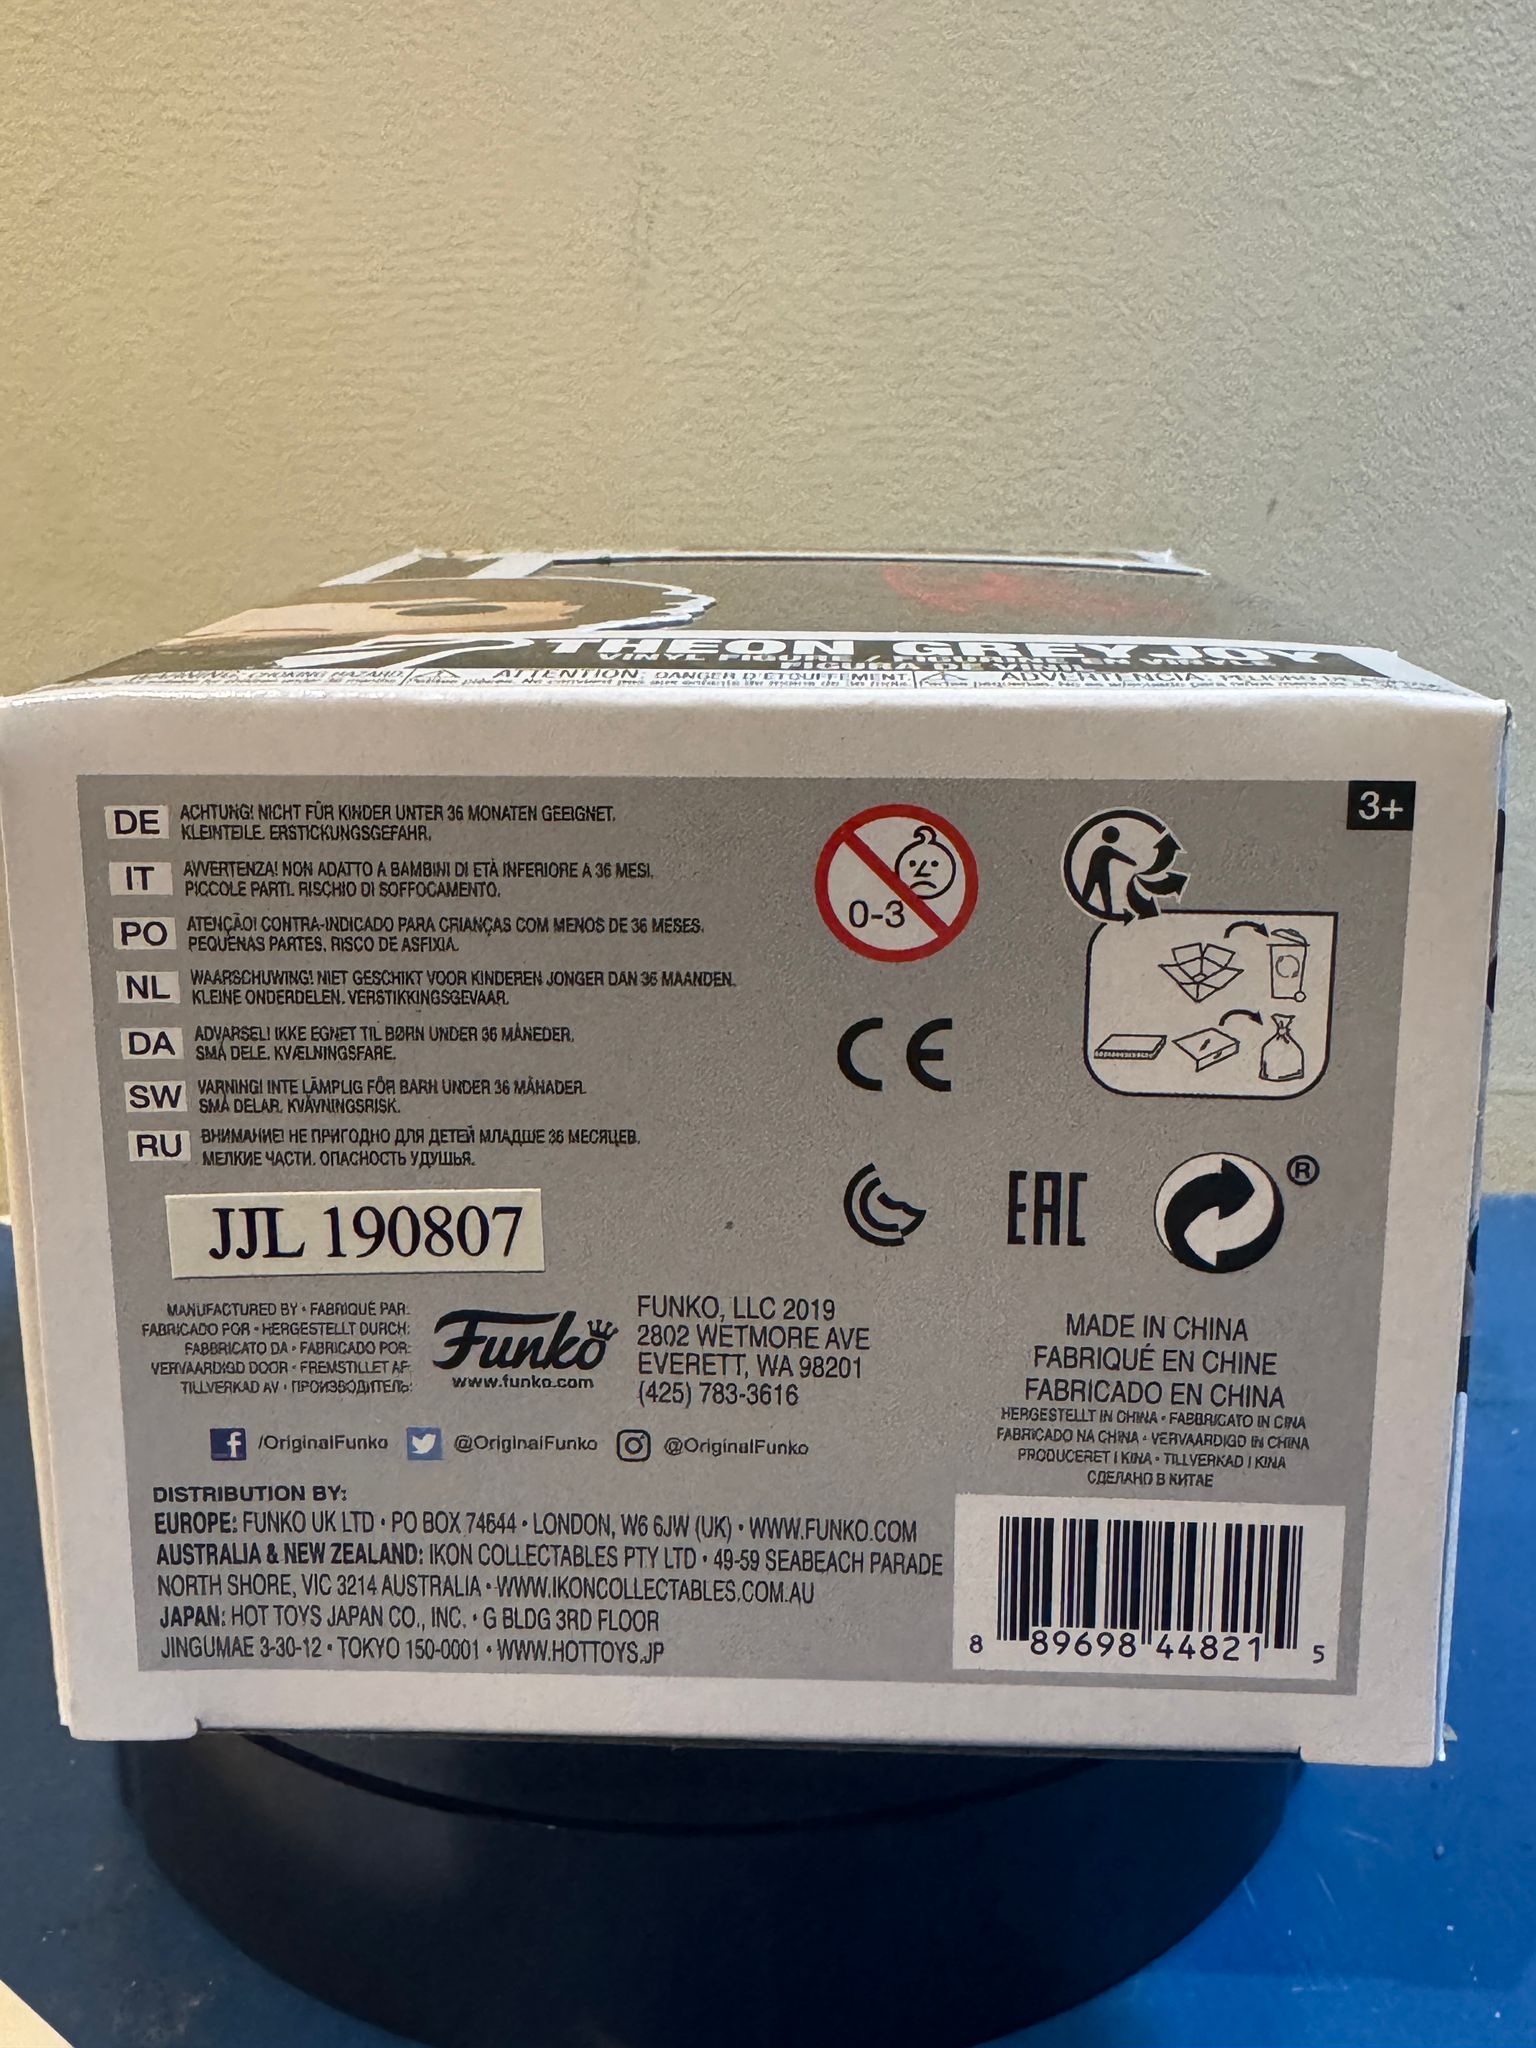 THEON GREYJOY
VINYL FIGURE / FIGURINE EN VINYLE
FIGURA DE VINIL
ATTENTION: DANGER D'ÉTOUFFEMENT.
ADVERTENCIA:
3+
DE
ACHTUNG! NICHT FÜR KINDER UNTER 36 MONATEN GEEIGNET.
KLEINTEILE. ERSTICKUNGSGEFAHR.
IT
AVVERTENZA! NON ADATTO A BAMBINI DI ETÀ INFERIORE A 36 MESI.
PICCOLE PARTI. RISCHIO DI SOFFOCAMENTO.
PO
ATENÇÃO! CONTRA-INDICADO PARA CRIANÇAS COM MENOS DE 36 MESES.
PEQUENAS PARTES. RISCO DE ASFIXIA.
NL
WAARSCHUWING! NIET GESCHIKT VOOR KINDEREN JONGER DAN 36 MAANDEN.
KLEINE ONDERDELEN. VERSTIKKINGSGEVAAR.
DA
ADVARSEL! IKKE EGNET TIL BØRN UNDER 36 MÅNEDER.
SMÅ DELE. KVÆLNINGSFARE.
SW
VARNING! INTE LÄMPLIG FÖR BARN UNDER 36 MÅNADER.
SMÅ DELAR. KVÄVNINGSRISK.
RU
ВНИМАНИЕ! НЕ ПРИГОДНО ДЛЯ ДЕТЕЙ МЛАДШЕ 36 МЕСЯЦЕВ.
МЕЛКИЕ ЧАСТИ. ОПАСНОСТЬ УДУШЬЯ.
0-3
CE
EAC
®
JJL 190807
MANUFACTURED BY • FABRIQUÉ PAR:
FABRICADO POR • HERGESTELLT DURCH:
FABBRICATO DA • FABRICADO POR:
VERVAARDIGD DOOR • FREMSTILLET AF:
TILLVERKAD AV • ПРОИЗВОДИТЕЛЬ:
Funko
www.funko.com
FUNKO, LLC 2019
2802 WETMORE AVE
EVERETT, WA 98201
(425) 783-3616
MADE IN CHINA
FABRIQUÉ EN CHINE
FABRICADO EN CHINA
HERGESTELLT IN CHINA • FABBRICATO IN CINA
FABRICADO NA CHINA • VERVAARDIGD IN CHINA
PRODUCERET I KINA • TILLVERKAD I KINA
СДЕЛАНО В КИТАЕ
/OriginalFunko @OriginalFunko @OriginalFunko
DISTRIBUTION BY:
EUROPE: FUNKO UK LTD • PO BOX 74644 • LONDON, W6 6JW (UK) • WWW.FUNKO.COM
AUSTRALIA & NEW ZEALAND: IKON COLLECTABLES PTY LTD • 49-59 SEABEACH PARADE
NORTH SHORE, VIC 3214 AUSTRALIA • WWW.IKONCOLLECTABLES.COM.AU
JAPAN: HOT TOYS JAPAN CO., INC. • G BLDG 3RD FLOOR
JINGUMAE 3-30-12 • TOKYO 150-0001 • WWW.HOTTOYS.JP
8 89698 44821 5